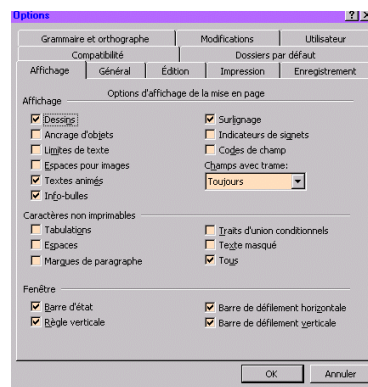 Options
Grammaire et orthographe Modifications Utilisateur
Compatibilité Dossiers par défaut
Affichage Général Édition Impression Enregistrement
Options d'affichage de la mise en page
Affichage
Dessins Surlignage
Ancrage d'objets Indicateurs de signets
Limites de texte Codes de champ
Espaces pour images Champs avec trame:
Textes animés Toujours
Info-bulles
Caractères non imprimables
Tabulations Traits d'union conditionnels
Espaces Texte masqué
Marques de paragraphe Tous
Fenêtre
Barre d'état Barre de défilement horizontale
Règle verticale Barre de défilement verticale
OK Annuler